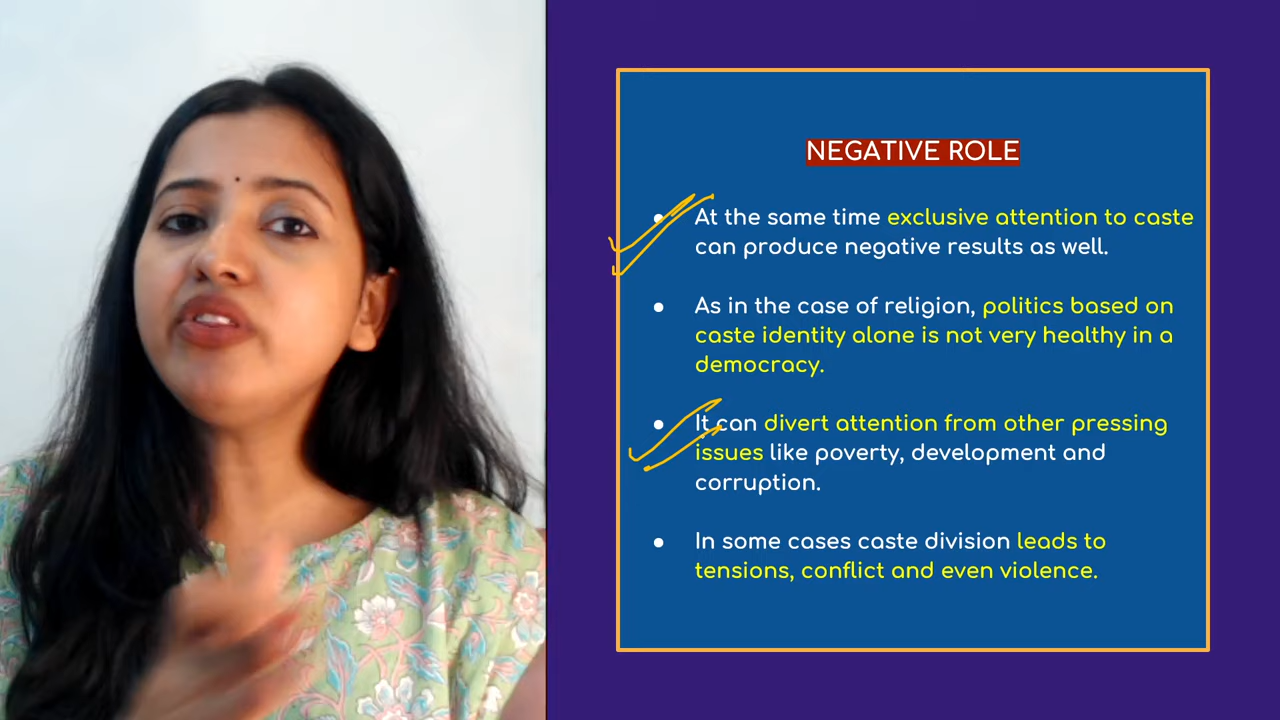 NEGATIVE ROLE
● At the same time exclusive attention to caste
can produce negative results as well.
● As in the case of religion, politics based on
caste identity alone is not very healthy in a
democracy.
● It can divert attention from other pressing
issues like poverty, development and
corruption.
● In some cases caste division leads to
tensions, conflict and even violence.